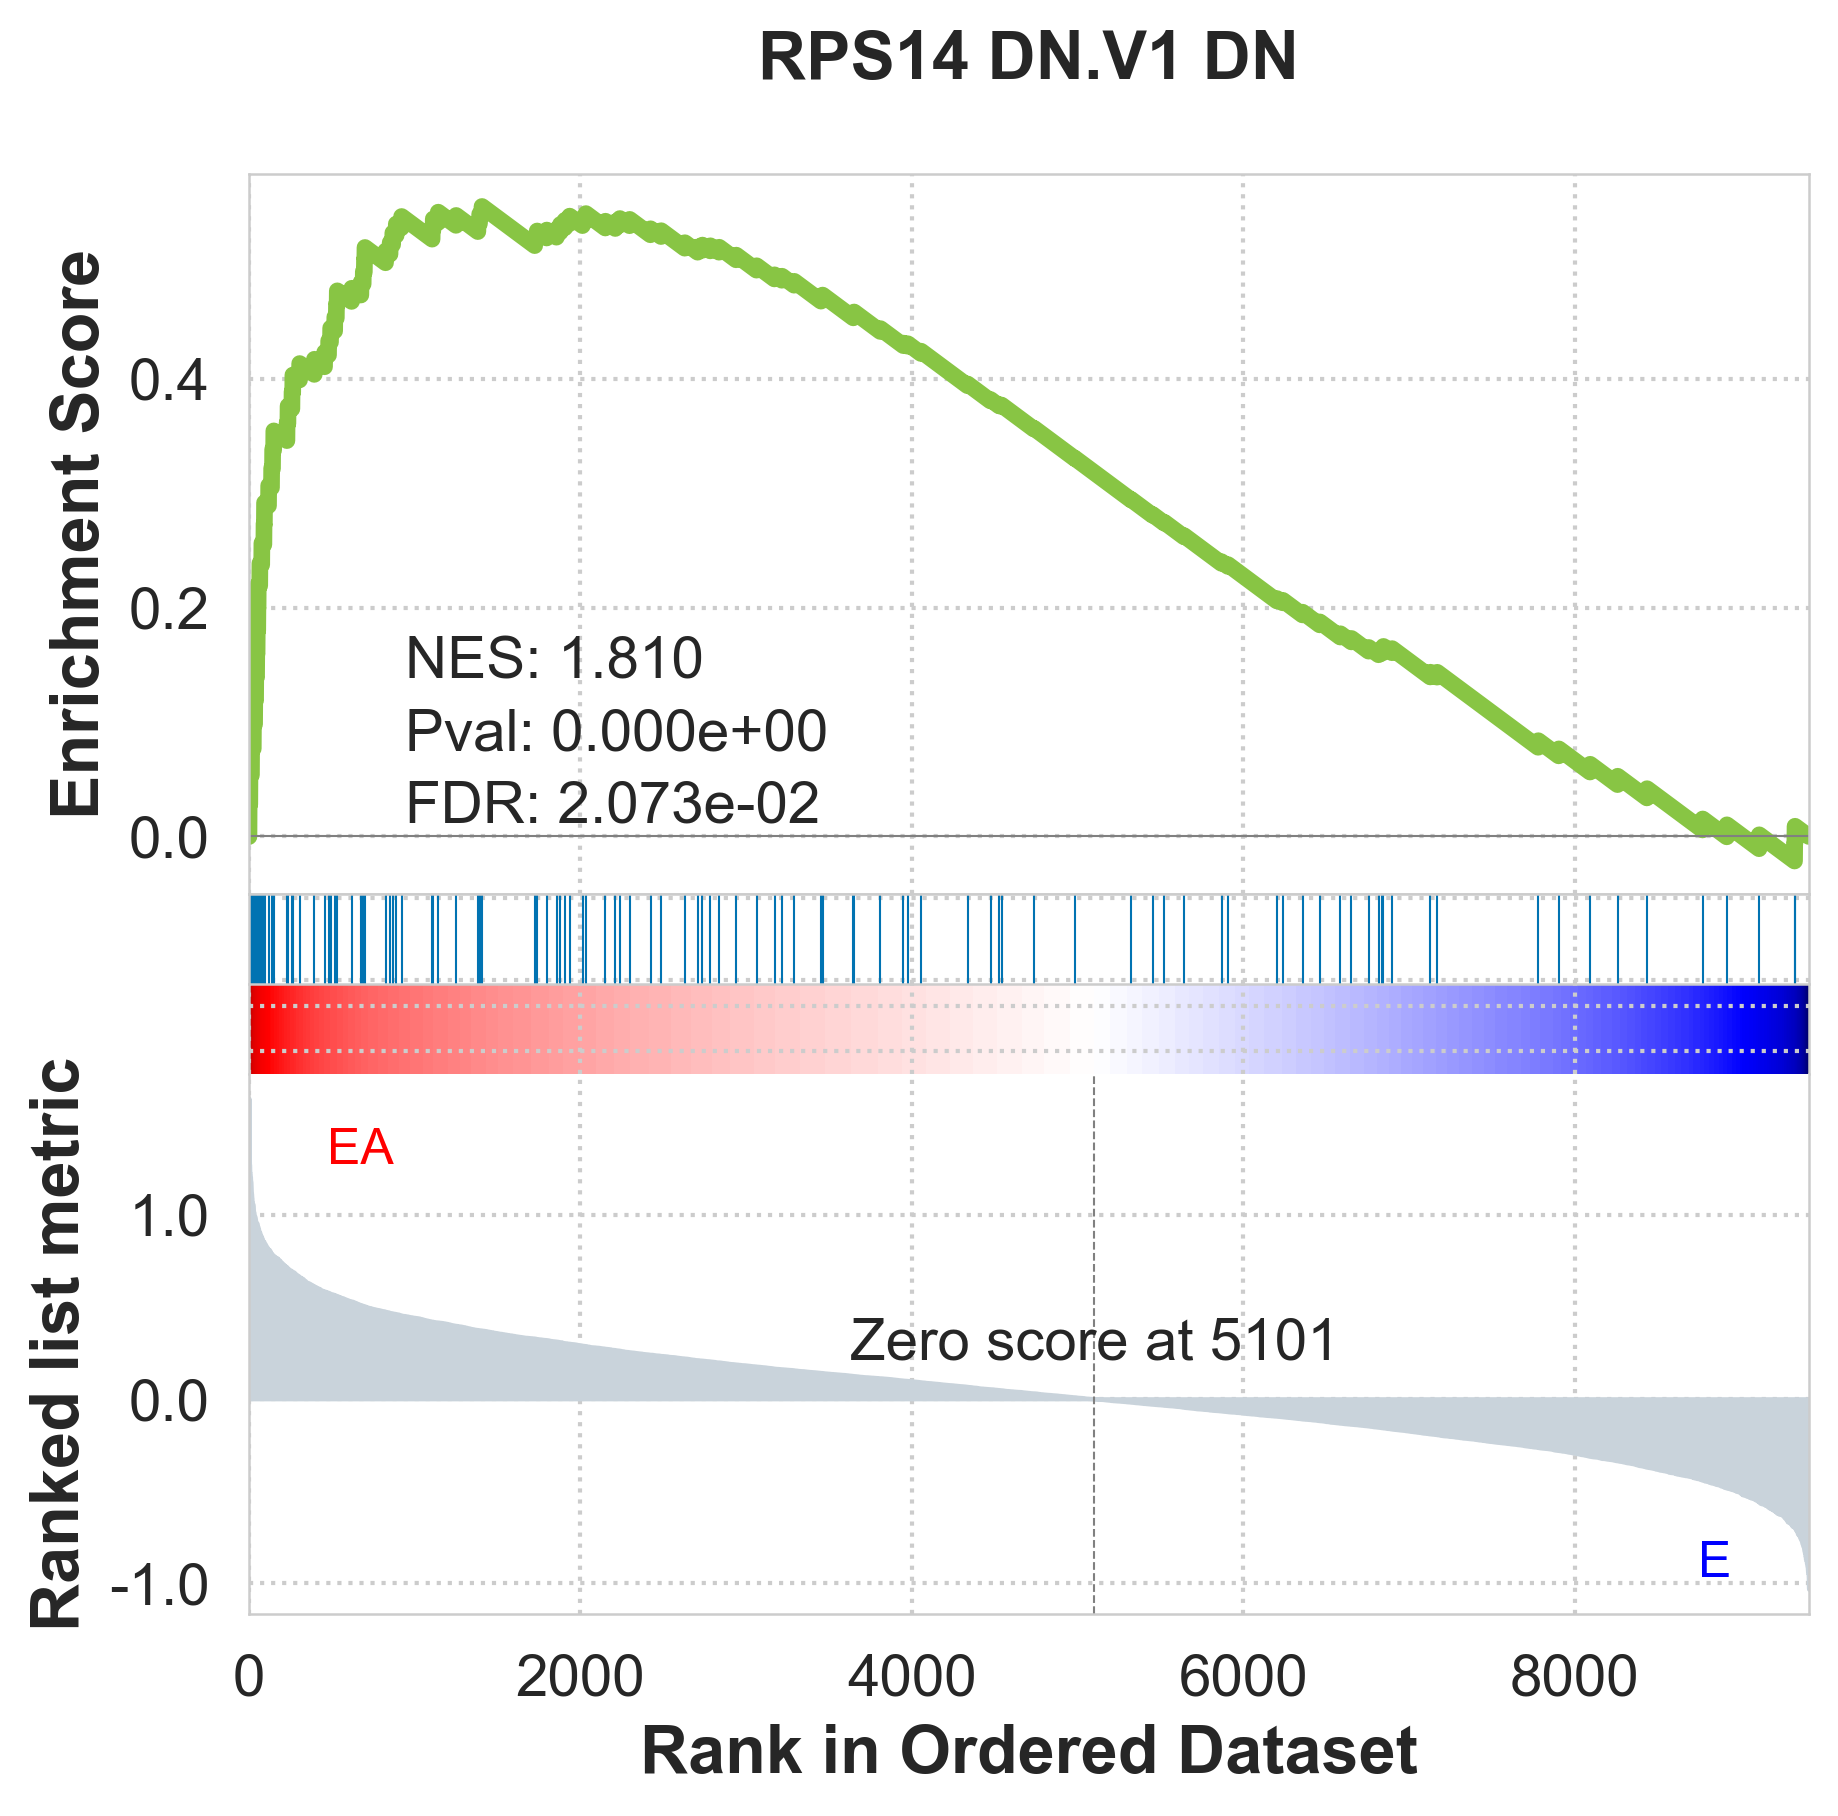 RPS14 DN.V1 DN
Enrichment Score
0.4
0.2
0.0
NES: 1.810
Pval: 0.000e+00
FDR: 2.073e-02
Ranked list metric
1.0
0.0
-1.0
EA
Zero score at 5101
E
0 2000 4000 6000 8000
Rank in Ordered Dataset